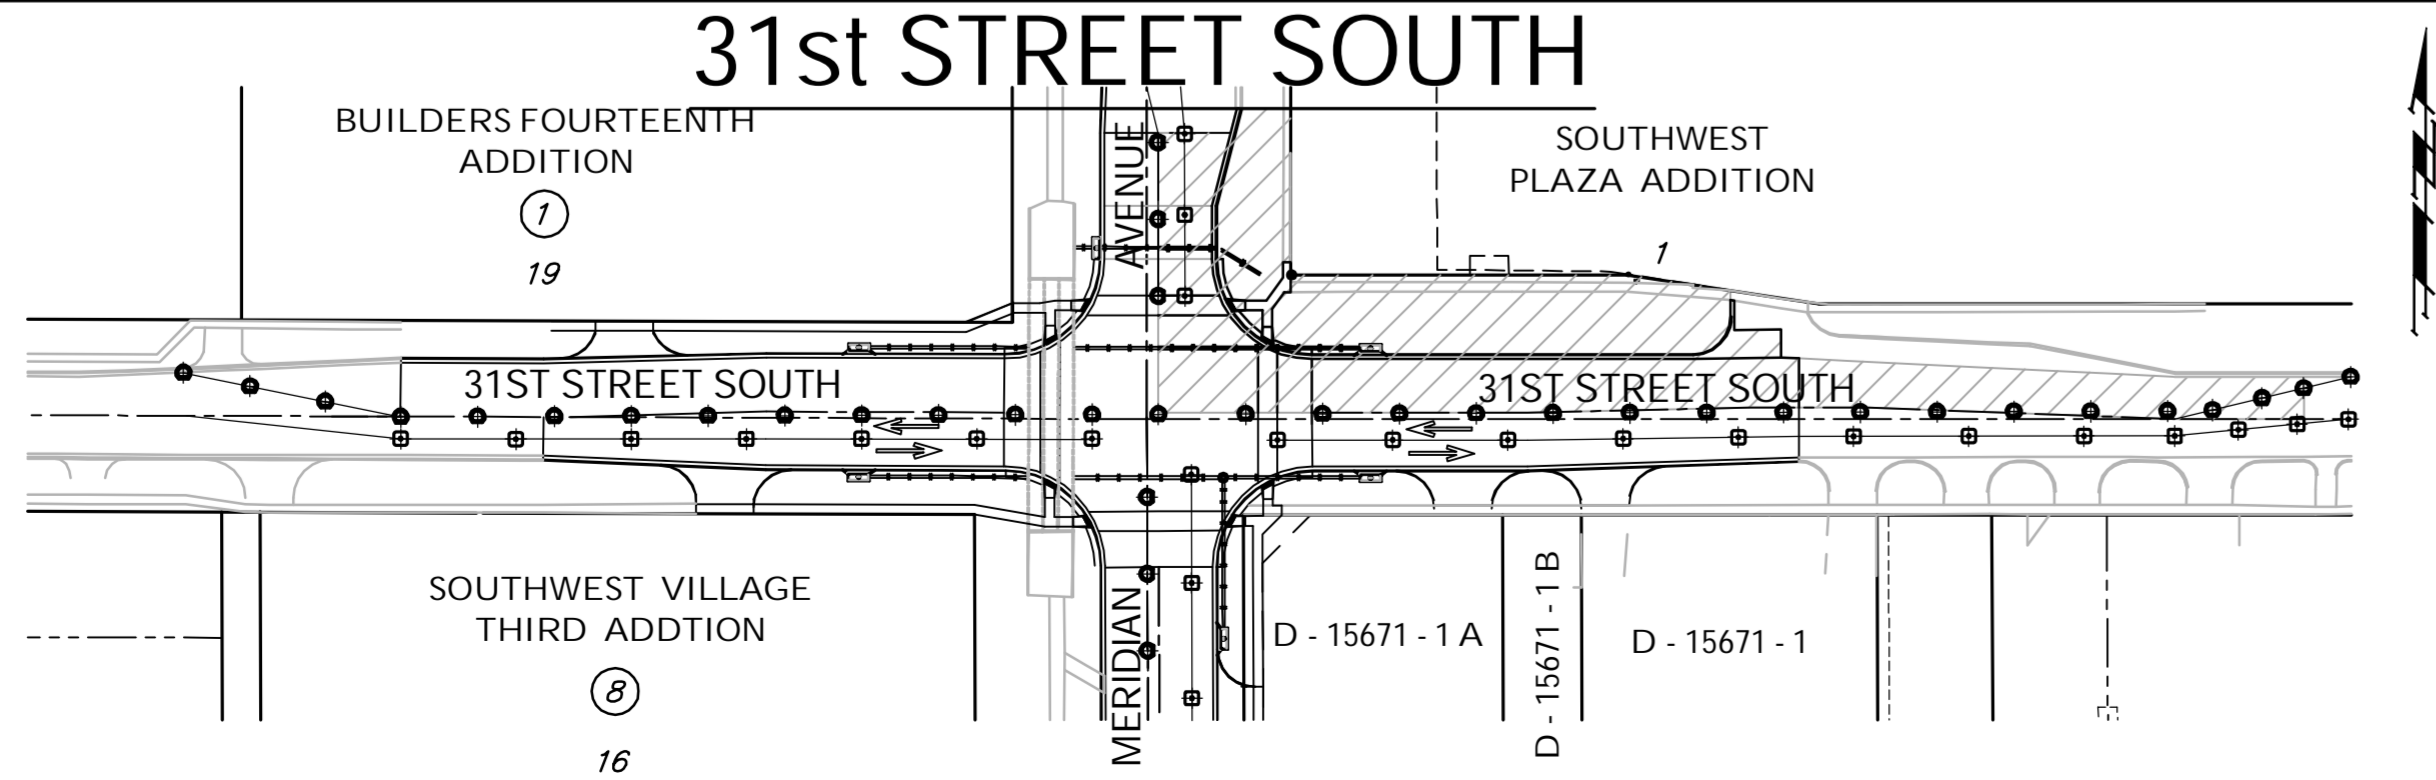 31st STREET SOUTH
BUILDERS FOURTEENTH
ADDITION
1
19
AVENUE
SOUTHWEST
PLAZA ADDITION
1
31ST STREET SOUTH
31ST STREET SOUTH
SOUTHWEST VILLAGE
THIRD ADDTION
8
16
MERIDIAN
D - 15671 - 1 A
D - 15671 - 1 B
D - 15671 - 1